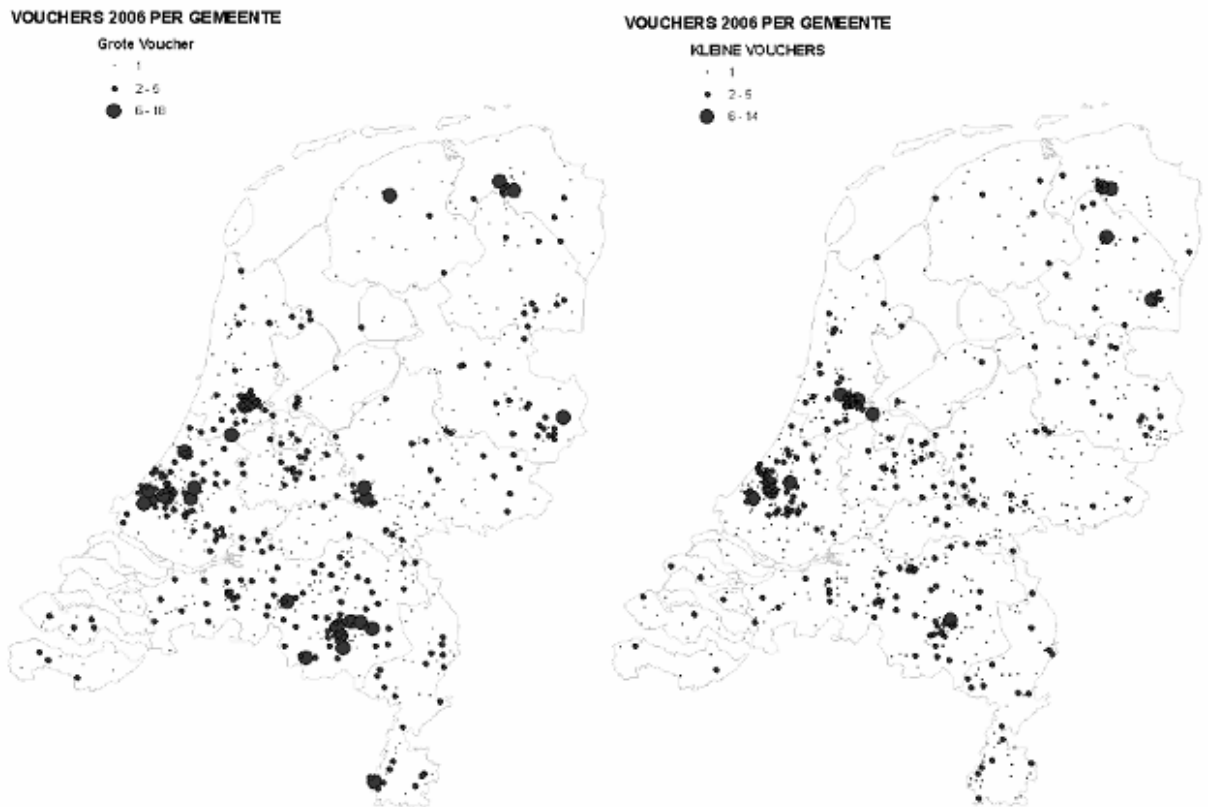 VOUCHERS 2006 PER GEMEENTE
Grote Voucher
1
2 - 5
6 - 18
VOUCHERS 2006 PER GEMEENTE
KLEINE VOUCHERS
1
2 - 5
6 - 14